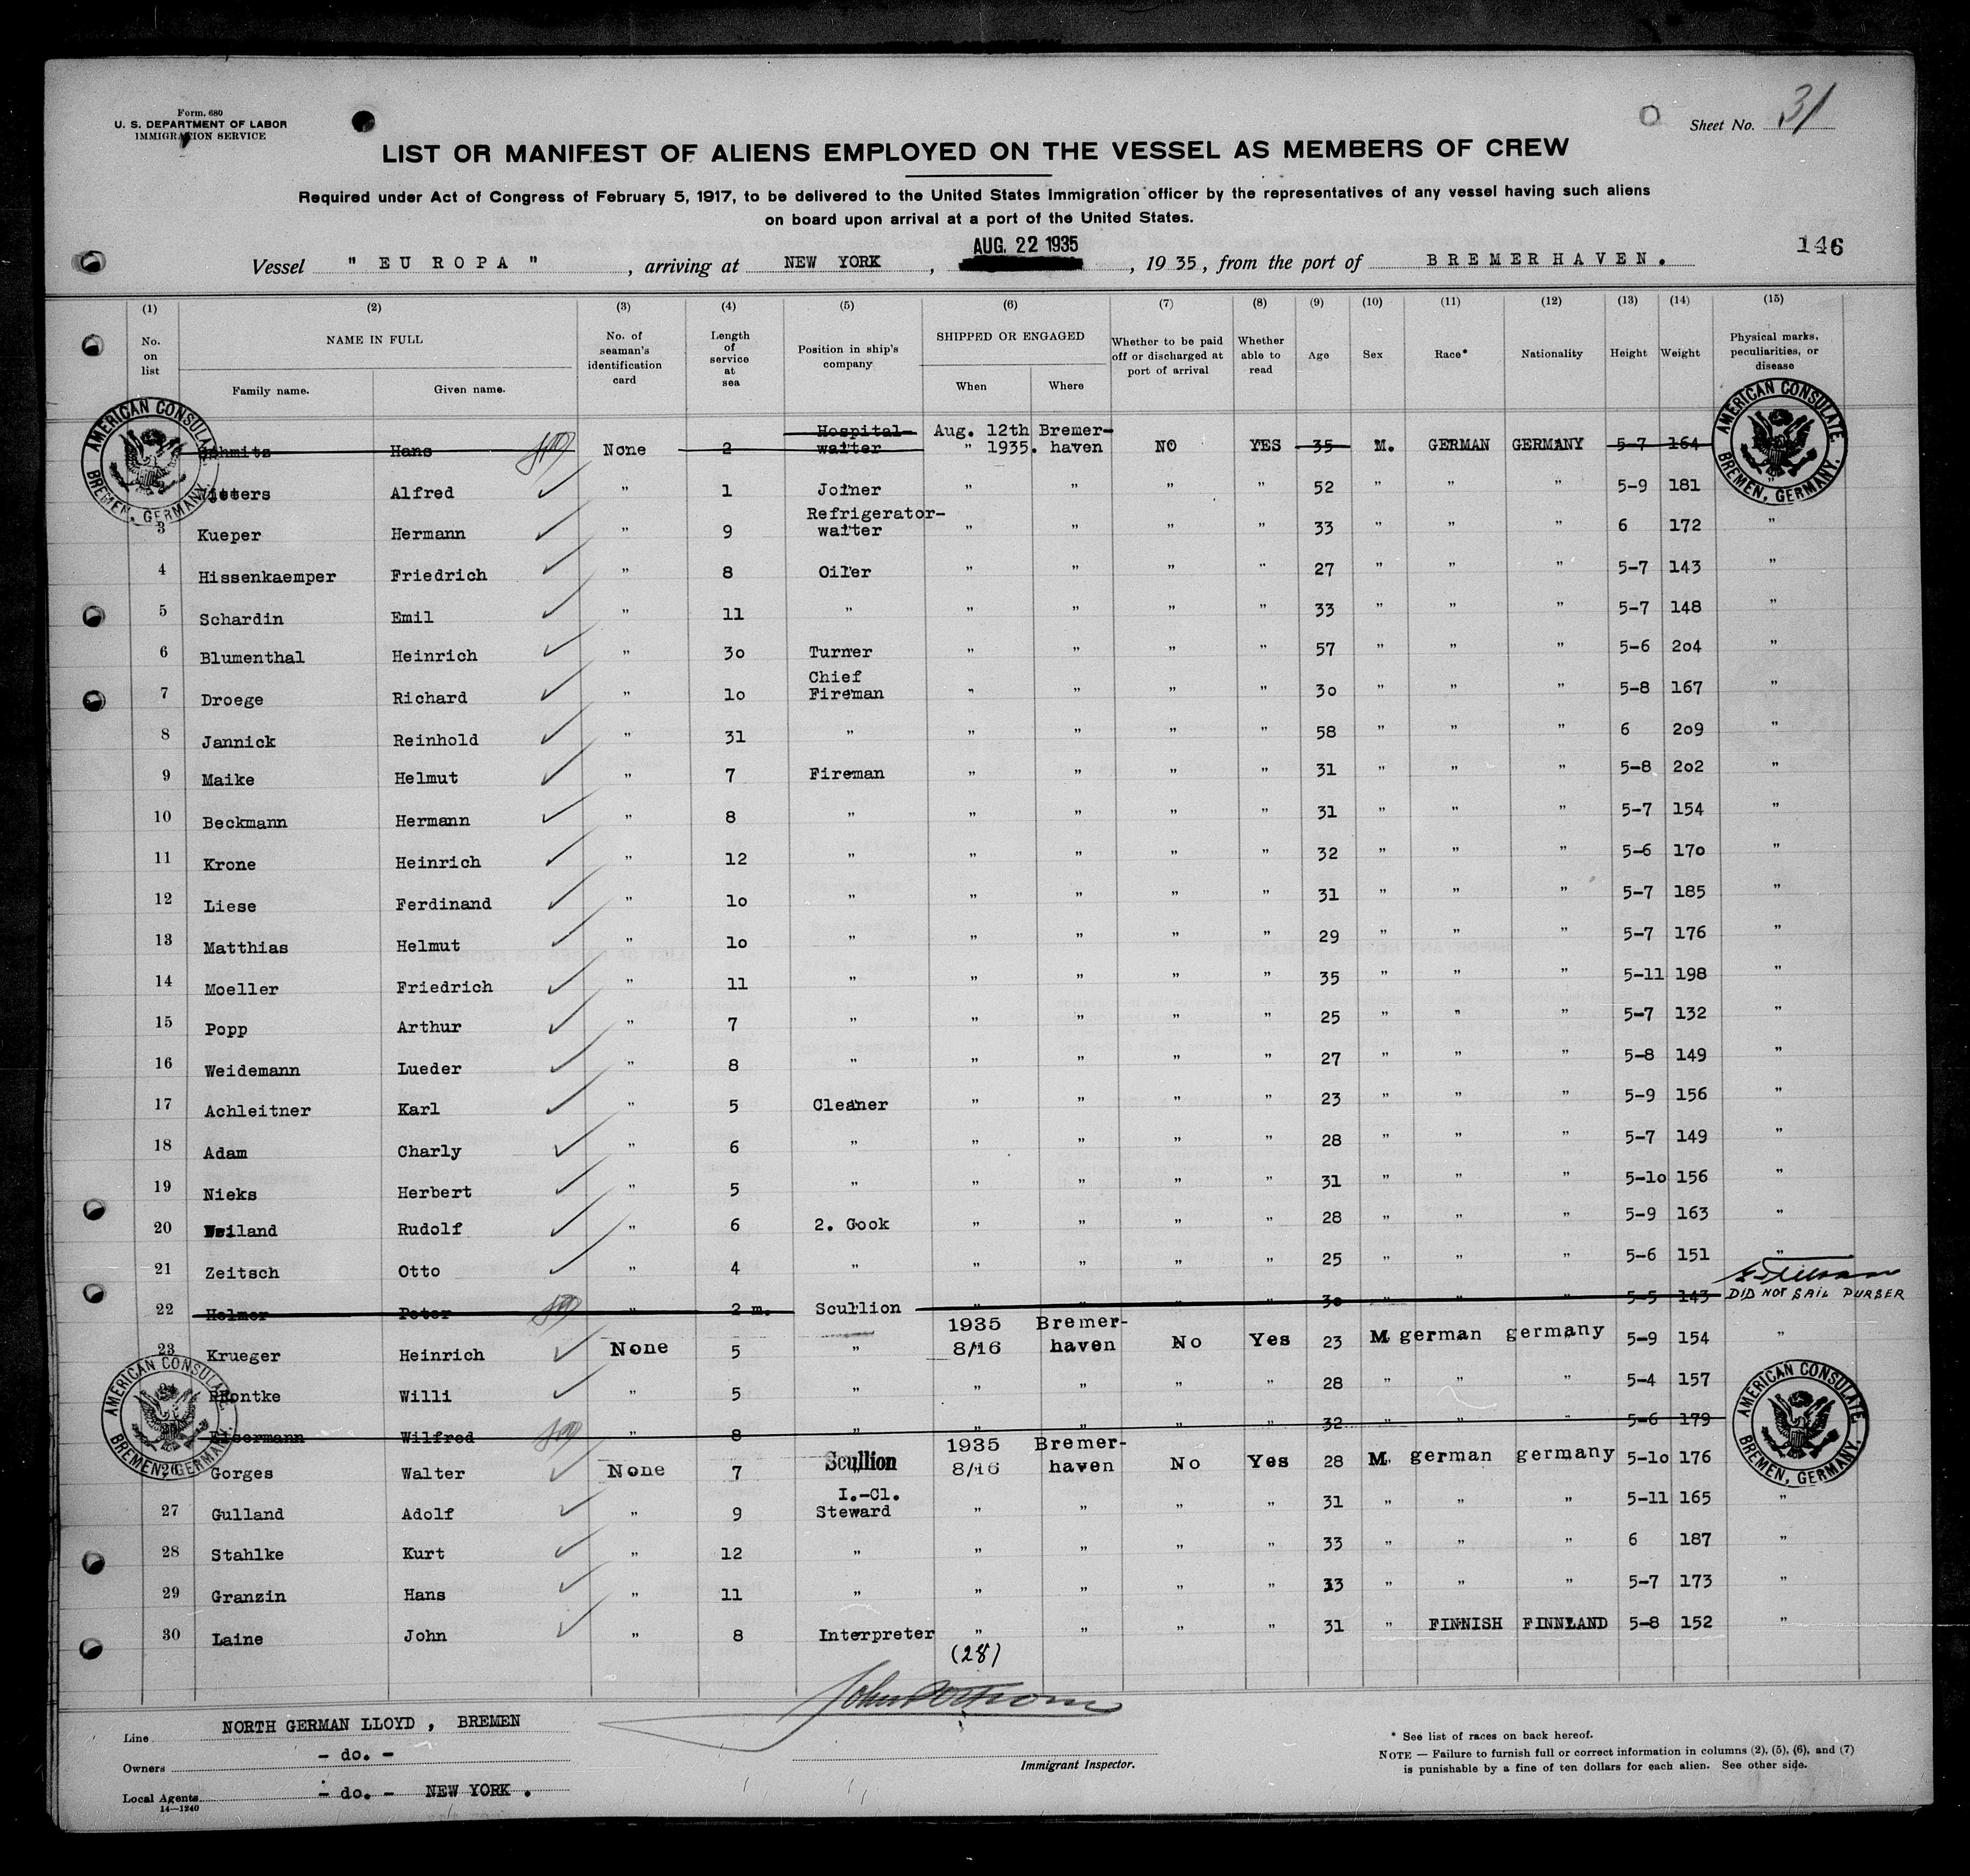 Form. 680
U. S. DEPARTMENT OF LABOR
IMMIGRATION SERVICE
Sheet No. 31
LIST OR MANIFEST OF ALIENS EMPLOYED ON THE VESSEL AS MEMBERS OF CREW
Required under Act of Congress of February 5, 1917, to be delivered to the United States Immigration officer by the representatives of any vessel having such aliens
on board upon arrival at a port of the United States.
AUG. 22 1935
146
Vessel " EUROPA " , arriving at NEW YORK , , 19 35, from the port of BREMERHAVEN.
(1) (2) (3) (4) (5) (6) (7) (8) (9) (10) (11) (12) (13) (14) (15)
No. on list NAME IN FULL Family name. Given name. No. of seaman's identification card Length of service at sea Position in ship's company SHIPPED OR ENGAGED When Where Whether to be paid off or discharged at port of arrival Whether able to read Age Sex Race* Nationality Height Weight Physical marks, peculiarities, or disease
AMERICAN CONSULATE. BREMEN, GERMANY.
AMERICAN CONSULATE. BREMEN, GERMANY.
Schmitz Hans None 2 Hospital-waiter Aug. 12th " 1935. Bremer-haven NO YES 35 M. GERMAN GERMANY 5-7 164
Alfred " 1 Joiner " " " " 52 " " " 5-9 181 "
3 Kueper Hermann " 9 Refrigerator-waiter " " " " 33 " " " 6 172 "
4 Hissenkaemper Friedrich " 8 Oiler " " " " 27 " " " 5-7 143 "
5 Schardin Emil " 11 " " " " " 33 " " " 5-7 148 "
6 Blumenthal Heinrich " 30 Turner " " " " 57 " " " 5-6 204 "
7 Droege Richard " 10 Chief Fireman " " " " 30 " " " 5-8 167 "
8 Jannick Reinhold " 31 " " " " " 58 " " " 6 209 "
9 Maike Helmut " 7 Fireman " " " " 31 " " " 5-8 202 "
10 Beckmann Hermann " 8 " " " " " 31 " " " 5-7 154 "
11 Krone Heinrich " 12 " " " " " 32 " " " 5-6 170 "
12 Liese Ferdinand " 10 " " " " " 31 " " " 5-7 185 "
13 Matthias Helmut " 10 " " " " " 29 " " " 5-7 176 "
14 Moeller Friedrich " 11 " " " " " 35 " " " 5-11 198 "
15 Popp Arthur " 7 " " " " " 25 " " " 5-7 132 "
16 Weidemann Lueder " 8 " " " " " 27 " " " 5-8 149 "
17 Achleitner Karl " 5 Cleaner " " " " 23 " " " 5-9 156 "
18 Adam Charly " 6 " " " " " 28 " " " 5-7 149 "
19 Nieks Herbert " 5 " " " " " 31 " " " 5-10 156 "
20 Weiland Rudolf " 6 2. Cook " " " " 28 " " " 5-9 163 "
21 Zeitsch Otto " 4 " " " " " 25 " " " 5-6 151 "
22 Helmer Peter " 2 m. Scullion " " " " 30 " " " 5-5 143 DID NOT SAIL PURSER
23 Krueger Heinrich None 5 " 1935 8/16 Bremer-haven No Yes 23 M german germany 5-9 154 "
Willi " 5 " " " " " 28 " " " 5-4 157
Wilfred " 8 " " " " " 32 " " " 5-6 179
AMERICAN CONSULATE. BREMEN, GERMANY.
AMERICAN CONSULATE. BREMEN, GERMANY.
26 Gorges Walter None 7 Scullion 1935 8/16 Bremer-haven No Yes 28 M. german germany 5-10 176
27 Gulland Adolf " 9 I.-Cl. Steward " " " " 31 " " " 5-11 165 "
28 Stahlke Kurt " 12 " " " " " 33 " " " 6 187 "
29 Granzin Hans " 11 " " " " " 33 " " " 5-7 173 "
30 Laine John " 8 Interpreter " " " " 31 " FINNISH FINNLAND 5-8 152 "
(28)
Line NORTH GERMAN LLOYD , BREMEN
Owners - do. -
Local Agents - do. - NEW YORK .
14—1240
Immigrant Inspector.
* See list of races on back hereof.
NOTE — Failure to furnish full or correct information in columns (2), (5), (6), and (7)
is punishable by a fine of ten dollars for each alien. See other side.